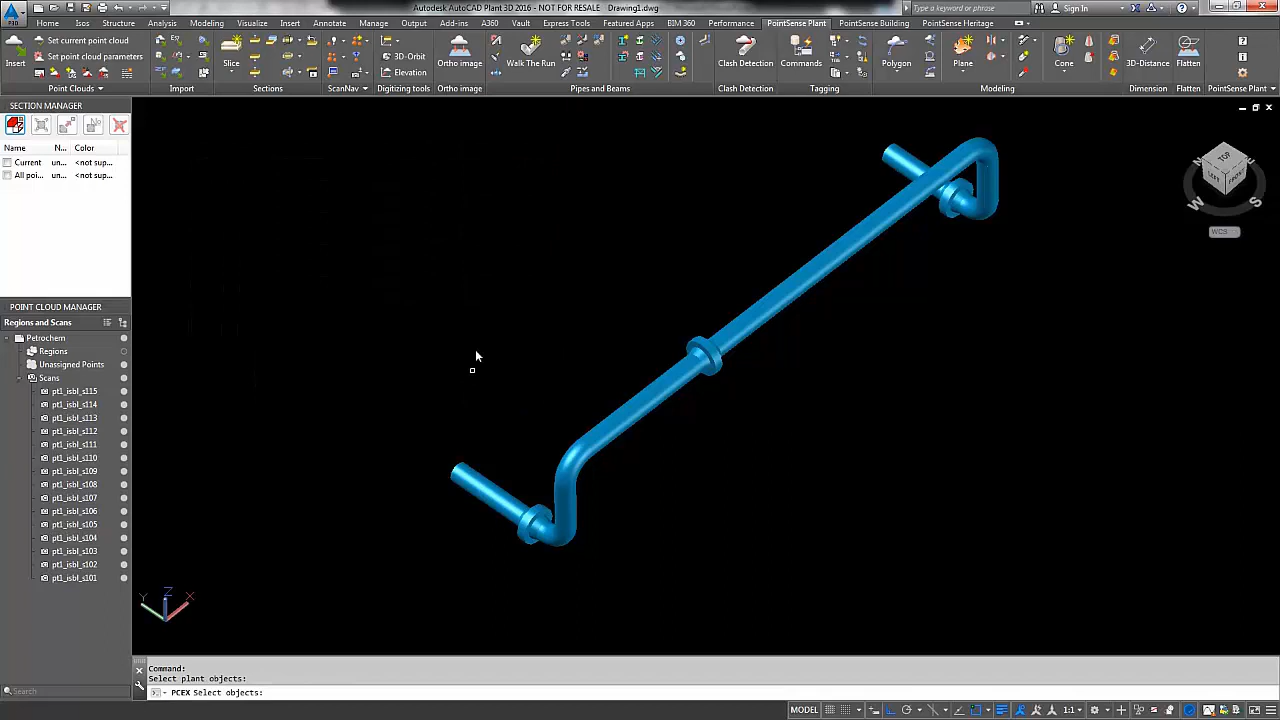 Autodesk AutoCAD Plant 3D 2016 - NOT FOR RESALE   Drawing1.dwg
Type a keyword or phrase
Sign In
Home Isos Structure Analysis Modeling Visualize Insert Annotate Manage Output Add-ins A360 Vault Express Tools Featured Apps BIM 360 Performance PointSense Plant PointSense Building PointSense Heritage
Insert
Set current point cloud
Set point cloud parameters
Slice
3D-Orbit
Elevation
Ortho image
Walk The Run
Clash Detection
Commands
Polygon
Plane
Cone
3D-Distance
Flatten
Point Clouds
Import
Sections
ScanNav
Digitizing tools
Ortho image
Pipes and Beams
Clash Detection
Tagging
Modeling
Dimension
Flatten
PointSense Plant
SECTION MANAGER
Name N... Color
Current un... <not sup...
All poi... un... <not sup...
POINT CLOUD MANAGER
Regions and Scans
Petrochem
Regions
Unassigned Points
Scans
pt1_isbl_s115
pt1_isbl_s114
pt1_isbl_s113
pt1_isbl_s112
pt1_isbl_s111
pt1_isbl_s110
pt1_isbl_s109
pt1_isbl_s108
pt1_isbl_s107
pt1_isbl_s106
pt1_isbl_s105
pt1_isbl_s104
pt1_isbl_s103
pt1_isbl_s102
pt1_isbl_s101
Search
N E
TOP
LEFT FRONT
W S
WCS
Y Z X
Command:
Select plant objects:
PCEX Select objects:
MODEL
1:1